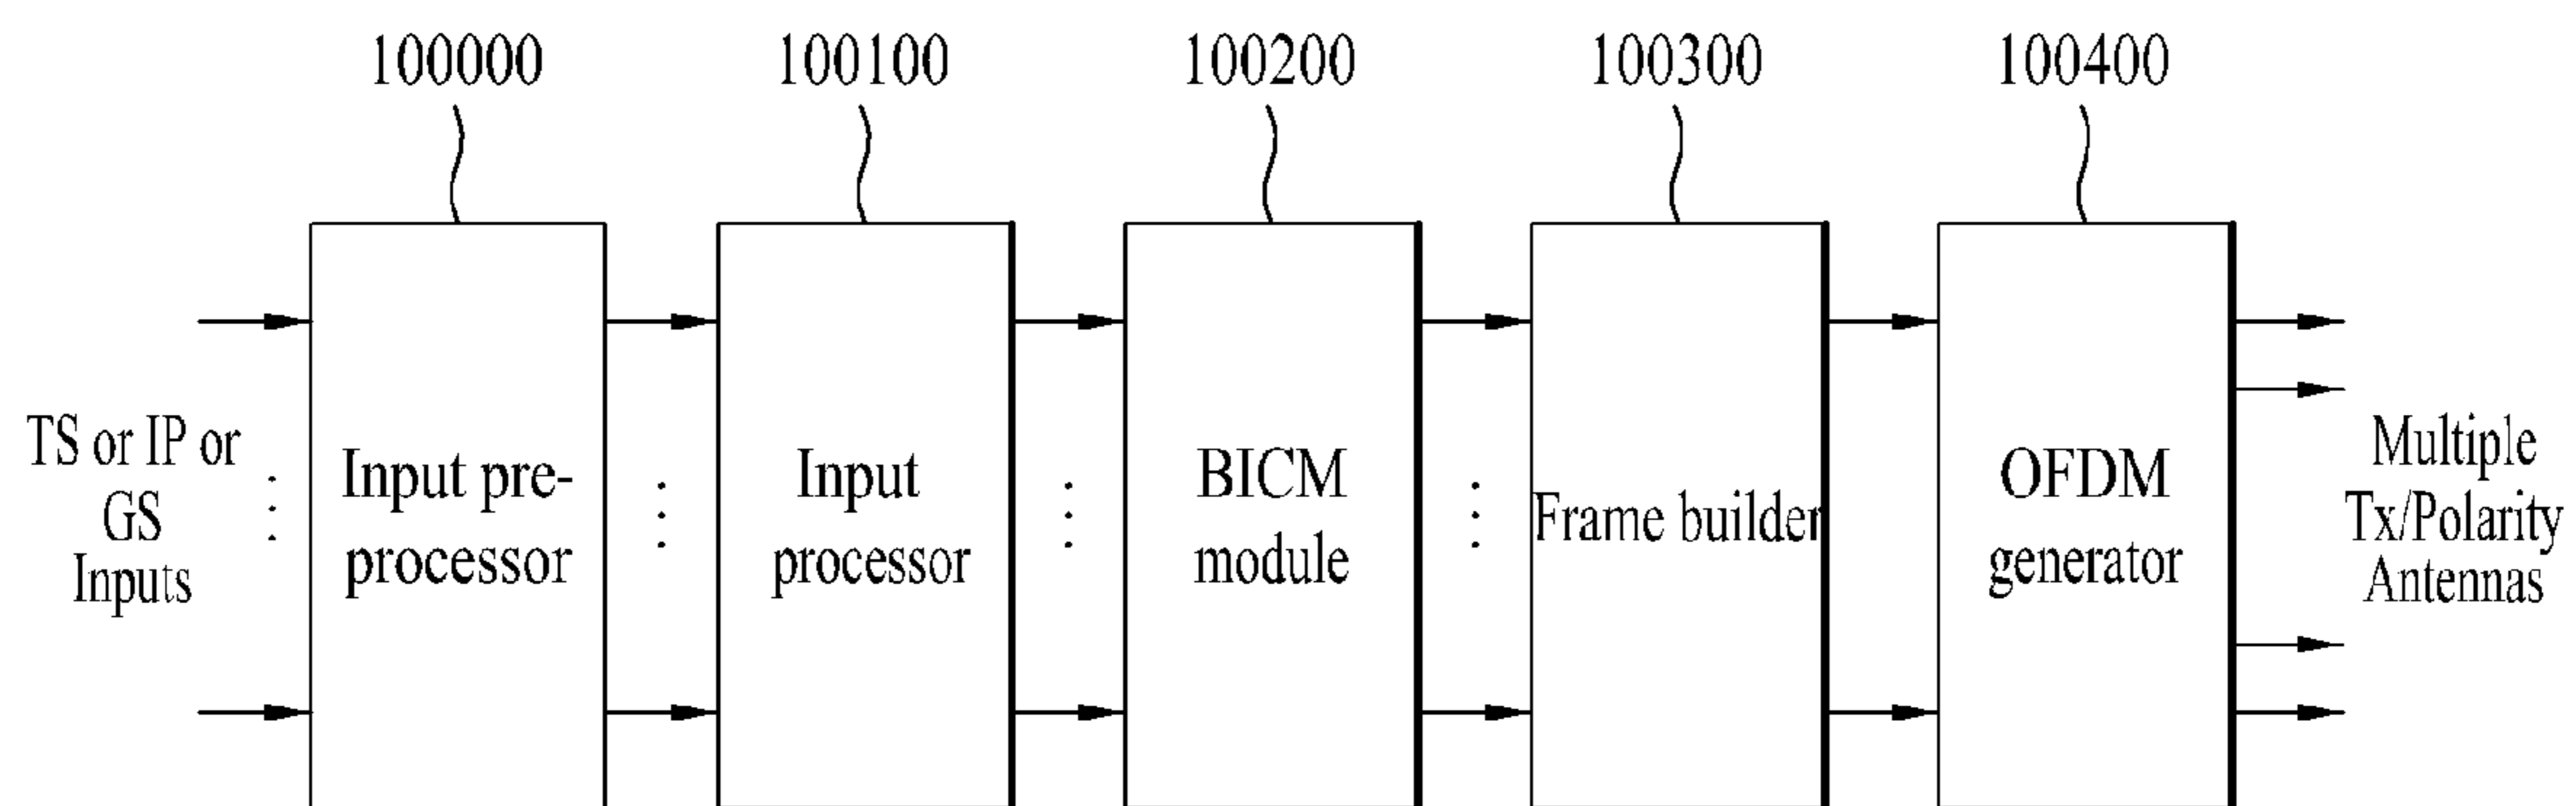 100000
100100
100200
100300
100400
TS or IP or
GS
Inputs
Input pre-
processor
Input
processor
BICM
module
Frame builder
OFDM
generator
Multiple
Tx/Polarity
Antennas